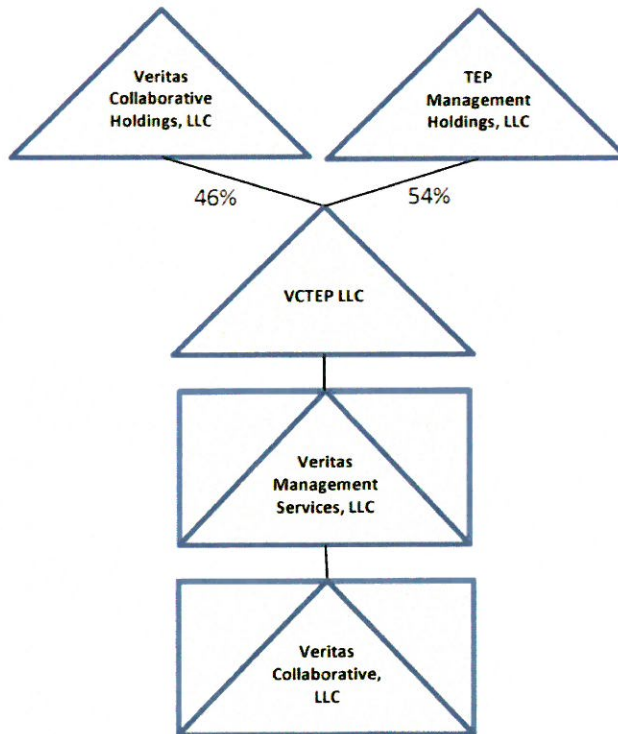 Veritas
Collaborative
Holdings, LLC
TEP
Management
Holdings, LLC
46%
54%
VCTEP LLC
Veritas
Management
Services, LLC
Veritas
Collaborative,
LLC